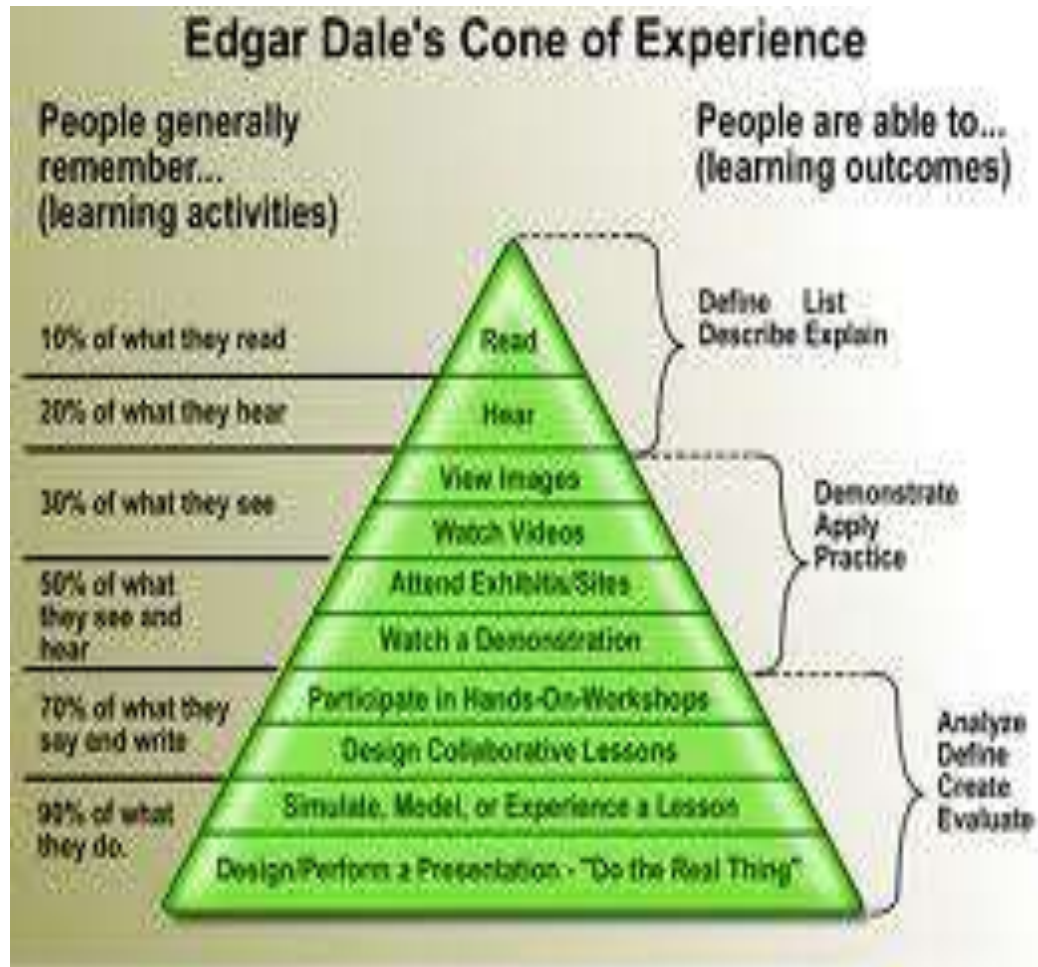 Edgar Dale's Cone of Experience
People generally
remember...
(learning activities)
People are able to...
(learning outcomes)
10% of what they read
20% of what they hear
30% of what they see
50% of what
they see and
hear
70% of what they
say and write
90% of what
they do.
Read
Hear
View Images
Watch Videos
Attend Exhibits/Sites
Watch a Demonstration
Participate in Hands-On-Workshops
Design Collaborative Lessons
Simulate, Model, or Experience a Lesson
Design/Perform a Presentation - "Do the Real Thing"
Define List
Describe Explain
Demonstrate
Apply
Practice
Analyze
Define
Create
Evaluate